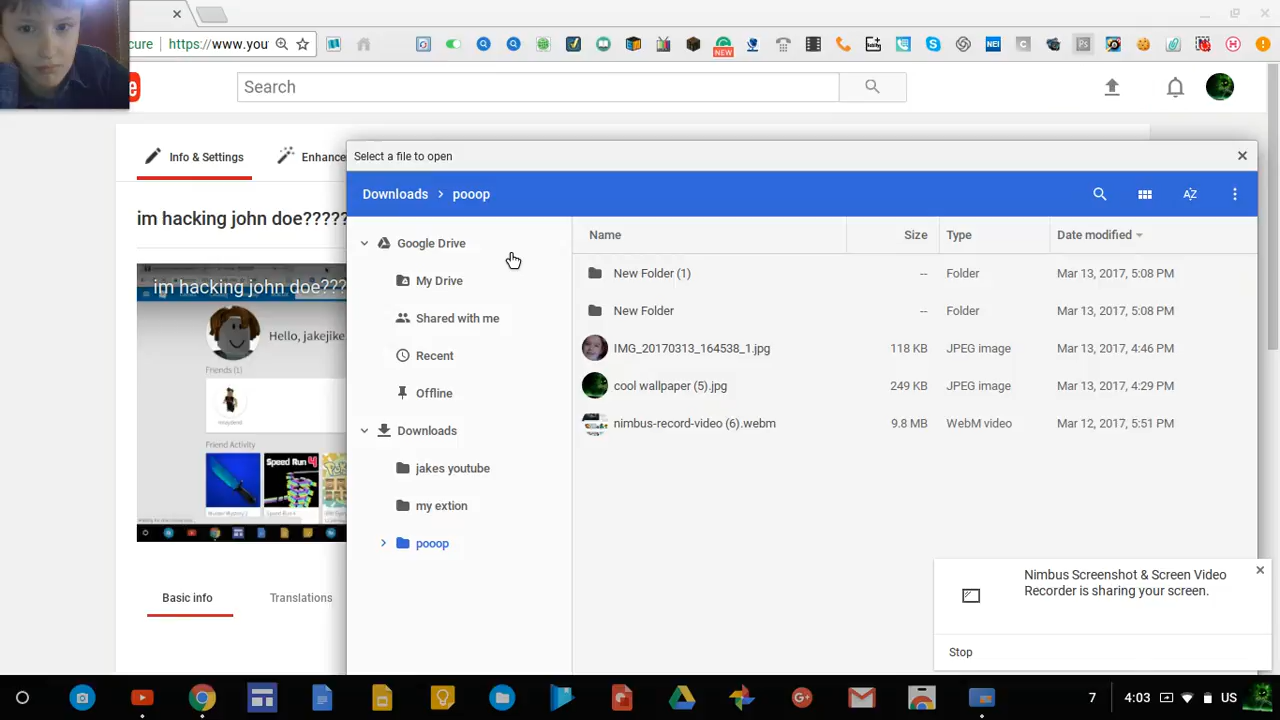 cure
https://www.you
NEW
NEI
Ps
e
Search
Info & Settings
Enhance
im hacking john doe?????
im hacking john doe???
Hello, jakejike
Friends (1)
Friend Activity
Speed Run 4
Select a file to open
Downloads > pooop
AZ
Google Drive
My Drive
Shared with me
Recent
Offline
Downloads
jakes youtube
my extion
pooop
Name Size Type Date modified
New Folder (1) -- Folder Mar 13, 2017, 5:08 PM
New Folder -- Folder Mar 13, 2017, 5:08 PM
IMG_20170313_164538_1.jpg 118 KB JPEG image Mar 13, 2017, 4:46 PM
cool wallpaper (5).jpg 249 KB JPEG image Mar 13, 2017, 4:29 PM
nimbus-record-video (6).webm 9.8 MB WebM video Mar 12, 2017, 5:51 PM
Basic info
Translations
Nimbus Screenshot & Screen Video
Recorder is sharing your screen.
Stop
7
4:03
US